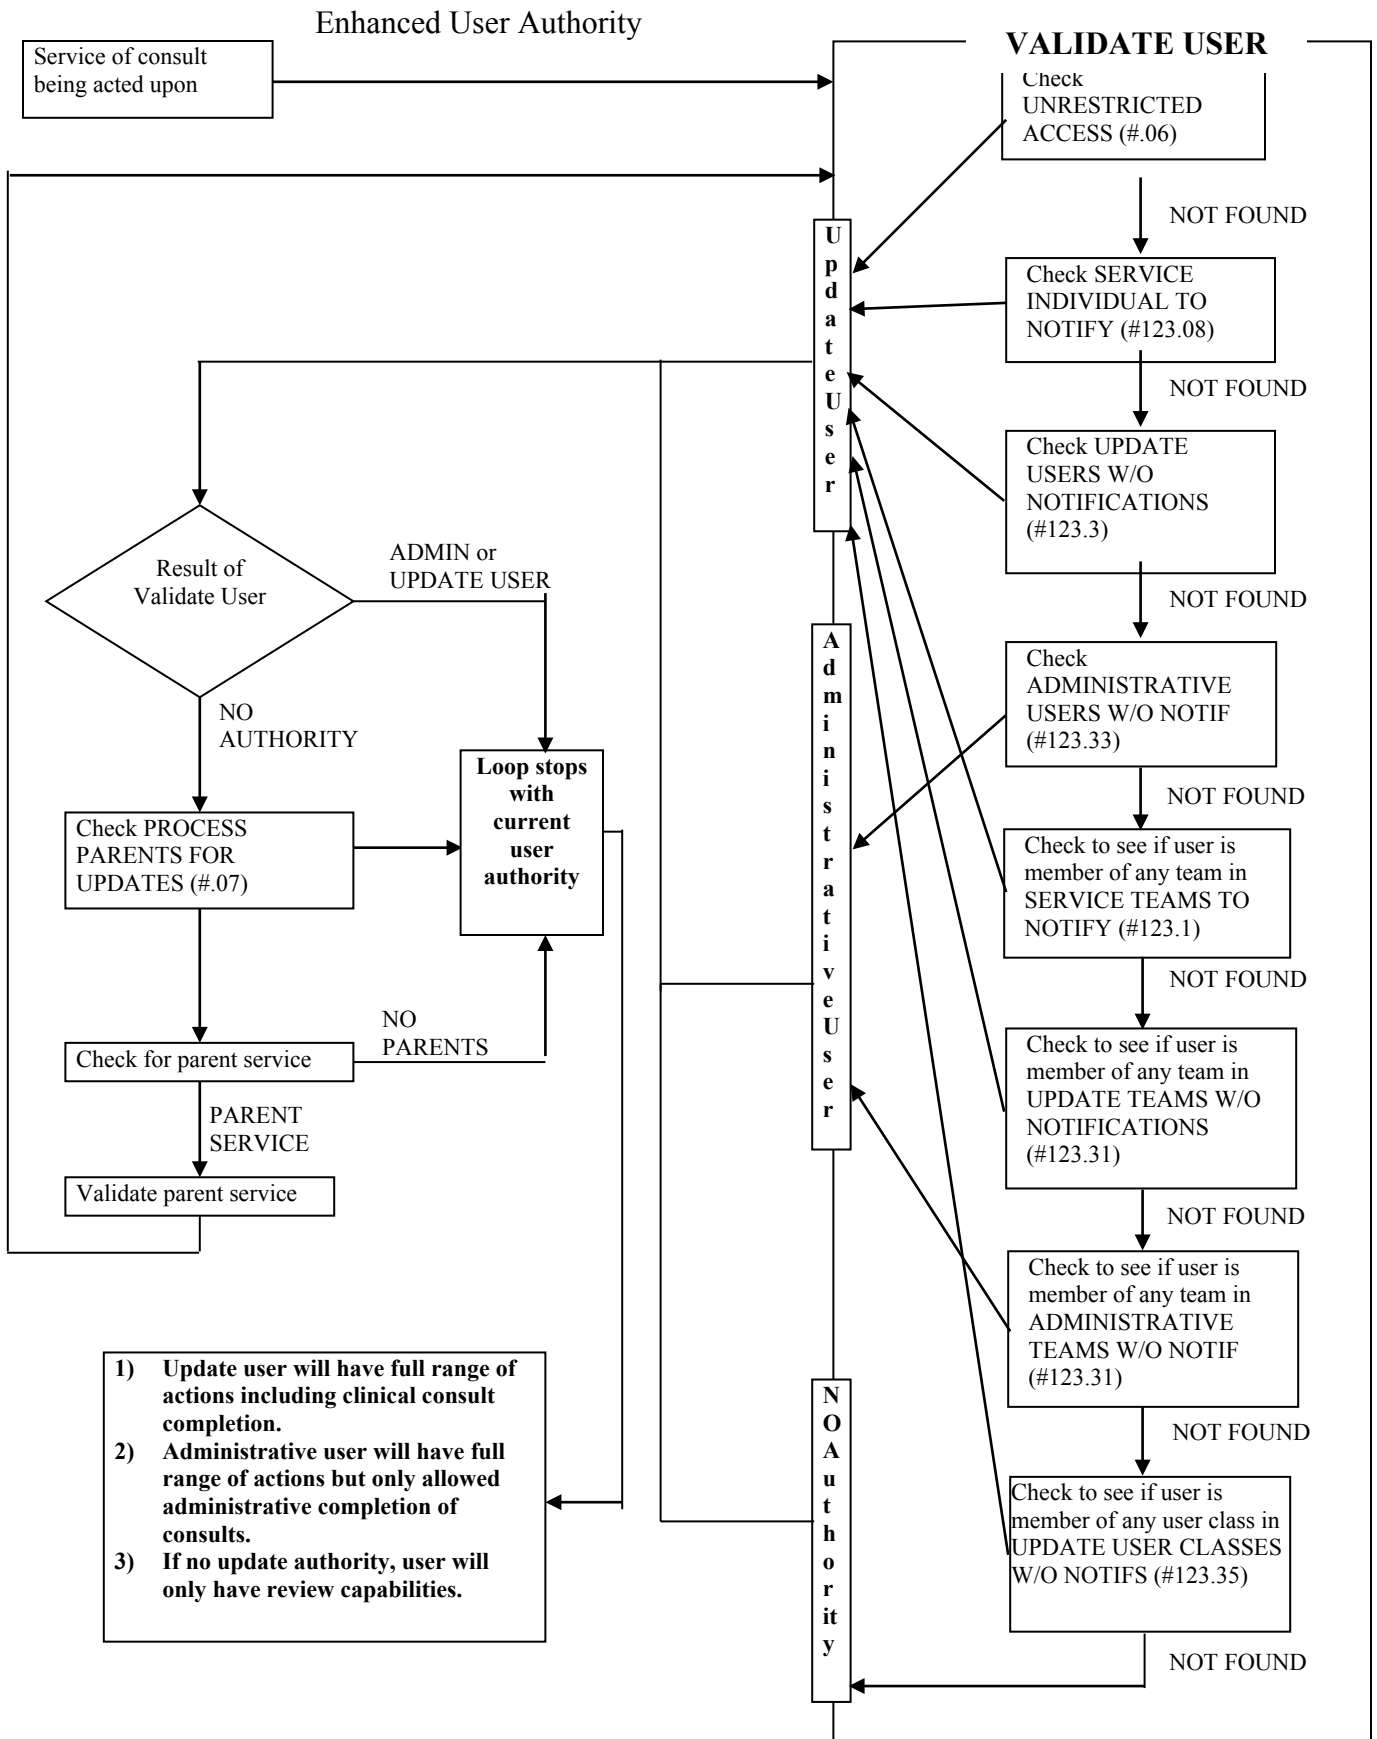 Enhanced User Authority
Service of consult
being acted upon
VALIDATE USER
Check
UNRESTRICTED
ACCESS (#.06)
NOT FOUND
Check SERVICE
INDIVIDUAL TO
NOTIFY (#123.08)
NOT FOUND
Check UPDATE
USERS W/O
NOTIFICATIONS
(#123.3)
NOT FOUND
Check
ADMINISTRATIVE
USERS W/O NOTIF
(#123.33)
NOT FOUND
Check to see if user is
member of any team in
SERVICE TEAMS TO
NOTIFY (#123.1)
NOT FOUND
Check to see if user is
member of any team in
UPDATE TEAMS W/O
NOTIFICATIONS
(#123.31)
NOT FOUND
Check to see if user is
member of any team in
ADMINISTRATIVE
TEAMS W/O NOTIF
(#123.31)
NOT FOUND
Check to see if user is
member of any user class in
UPDATE USER CLASSES
W/O NOTIFS (#123.35)
NOT FOUND
U
p
d
a
t
e
U
s
e
r
A
d
m
i
n
i
s
t
r
a
t
i
v
e
U
s
e
r
N
O
A
u
t
h
o
r
it
y
Result of
Validate User
ADMIN or
UPDATE USER
NO
AUTHORITY
Loop stops
with
current
user
authority
Check PROCESS
PARENTS FOR
UPDATES (#.07)
NO
PARENTS
Check for parent service
PARENT
SERVICE
Validate parent service
1) Update user will have full range of
actions including clinical consult
completion.
2) Administrative user will have full
range of actions but only allowed
administrative completion of
consults.
3) If no update authority, user will
only have review capabilities.